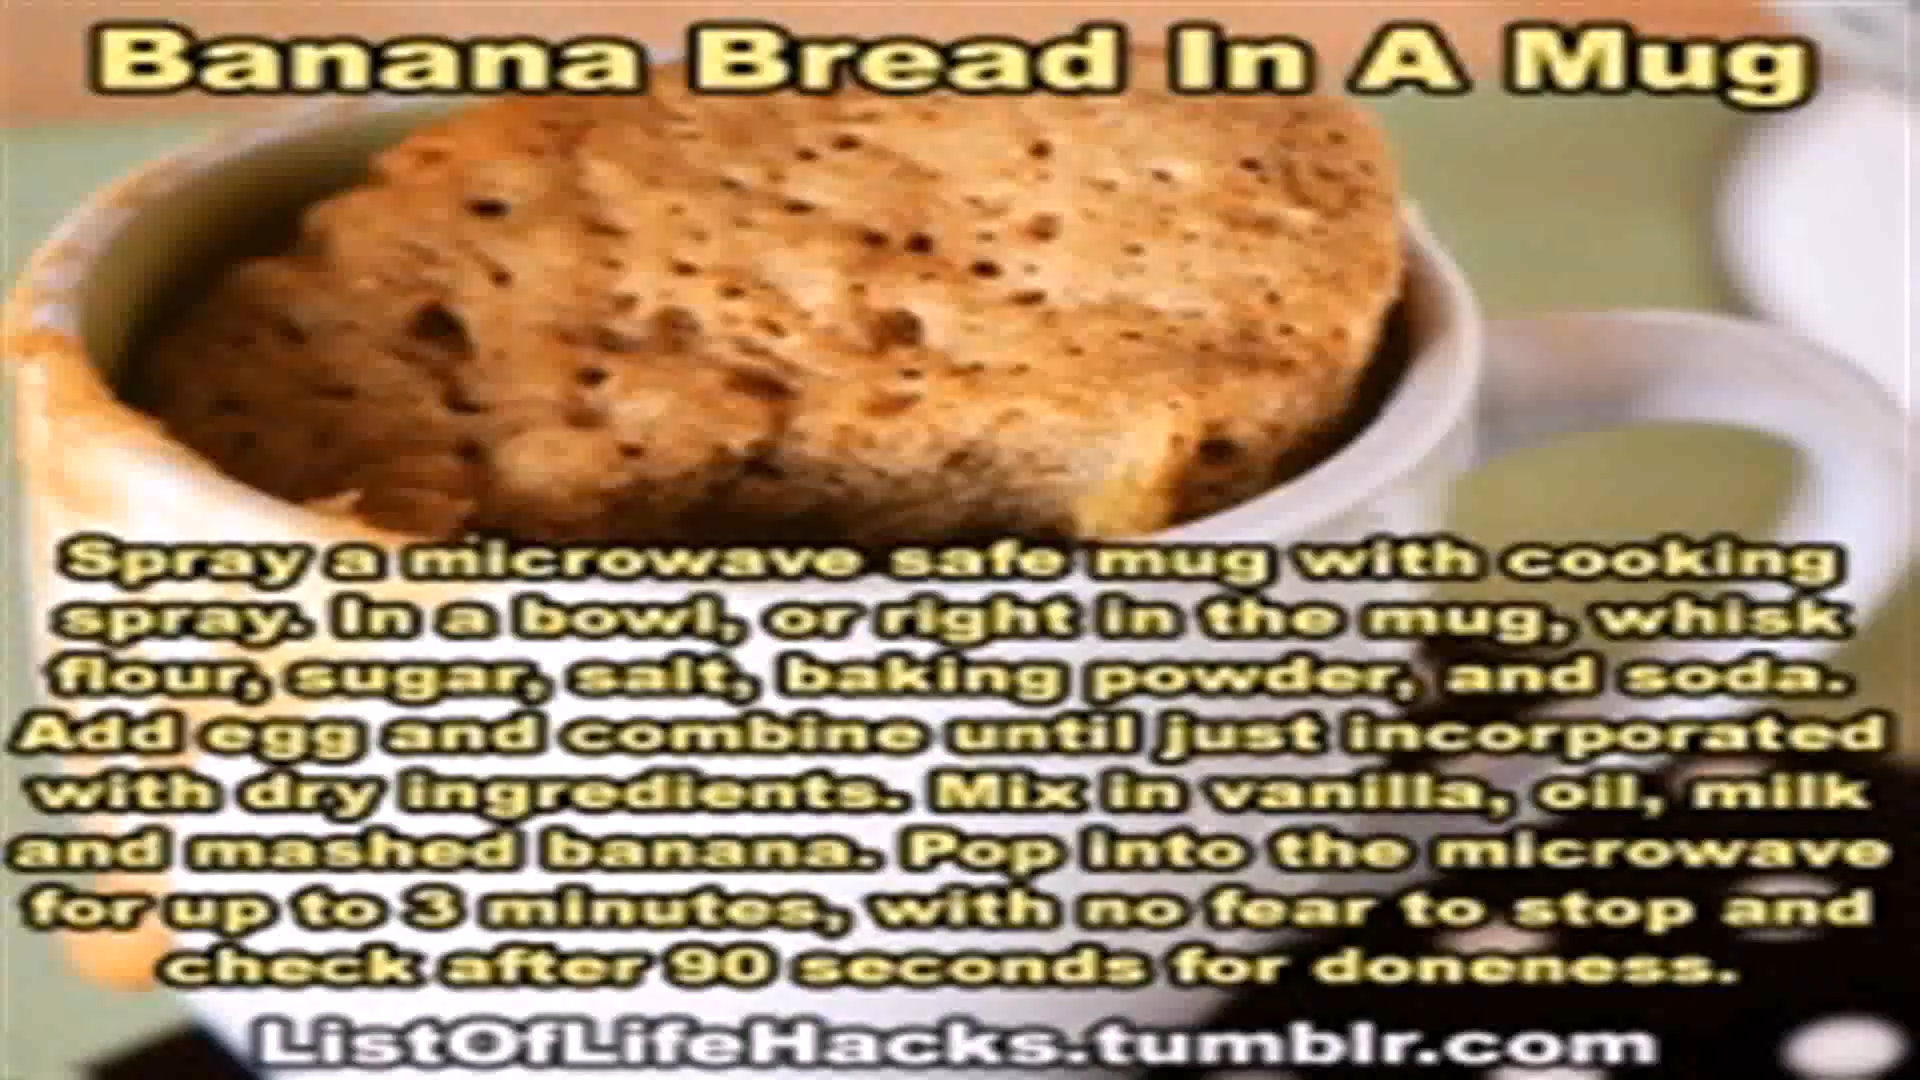 Banana Bread In A Mug
Spray a microwave safe mug with cooking
spray. In a bowl, or right in the mug, whisk
flour, sugar, salt, baking powder, and soda.
Add egg and combine until just incorporated
with dry ingredients. Mix in vanilla, oil, milk
and mashed banana. Pop into the microwave
for up to 3 minutes, with no fear to stop and
check after 90 seconds for doneness.
ListOfLifeHacks.tumblr.com